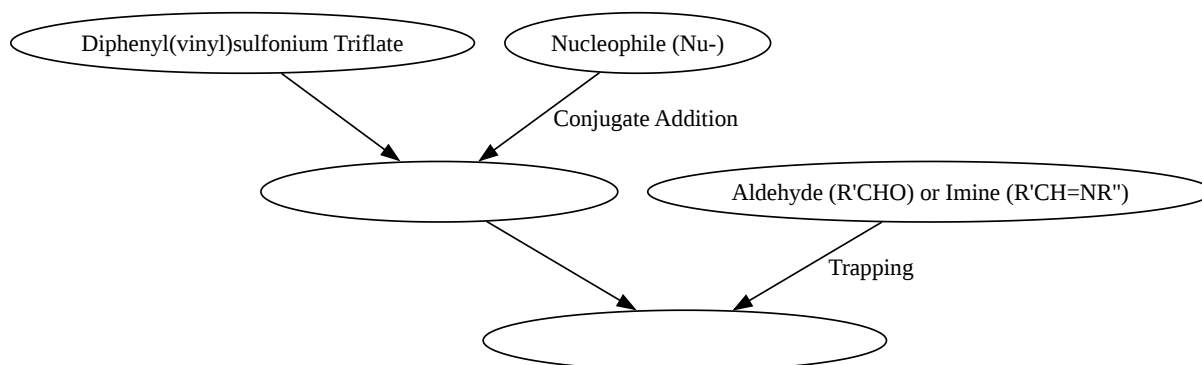 Diphenyl(vinyl)sulfonium Triflate
Nucleophile (Nu-)
Conjugate Addition
Aldehyde (R'CHO) or Imine (R'CH=NR")
Trapping